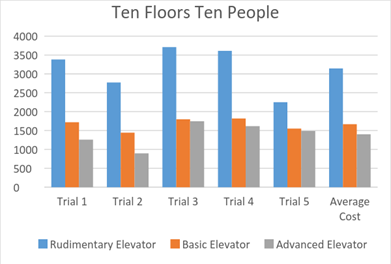 Ten Floors Ten People
4000
3500
3000
2500
2000
1500
1000
500
0
Trial 1 Trial 2 Trial 3 Trial 4 Trial 5 Average
Cost
Rudimentary Elevator Basic Elevator Advanced Elevator